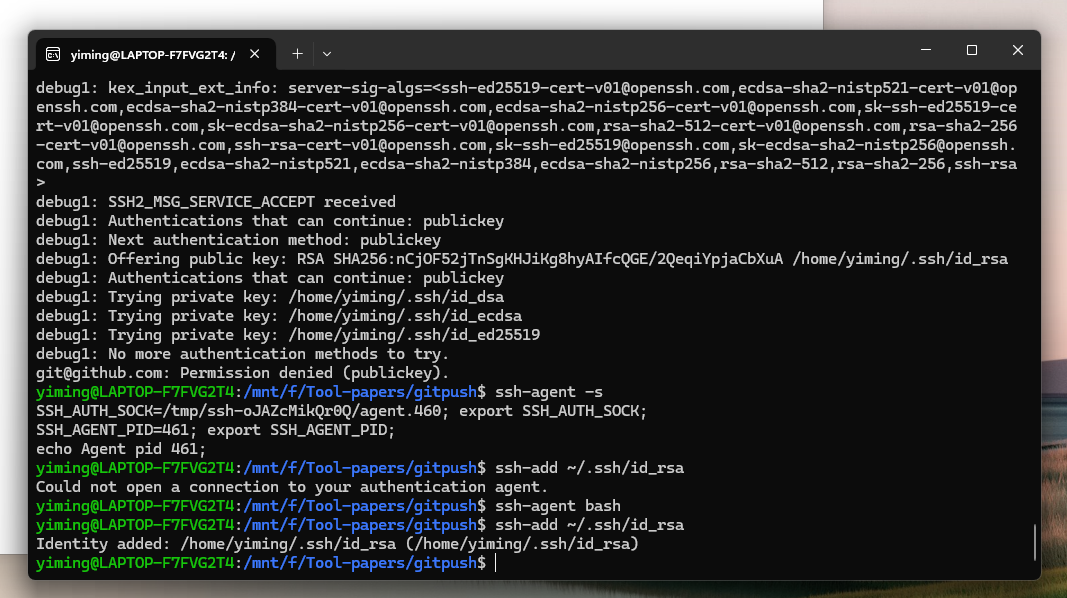 yiming@LAPTOP-F7FVG2T4: /
debug1: kex_input_ext_info: server-sig-algs=<ssh-ed25519-cert-v01@openssh.com,ecdsa-sha2-nistp521-cert-v01@op
enssh.com,ecdsa-sha2-nistp384-cert-v01@openssh.com,ecdsa-sha2-nistp256-cert-v01@openssh.com,sk-ssh-ed25519-ce
rt-v01@openssh.com,sk-ecdsa-sha2-nistp256-cert-v01@openssh.com,rsa-sha2-512-cert-v01@openssh.com,rsa-sha2-256
-cert-v01@openssh.com,ssh-rsa-cert-v01@openssh.com,sk-ssh-ed25519@openssh.com,sk-ecdsa-sha2-nistp256@openssh.
com,ssh-ed25519,ecdsa-sha2-nistp521,ecdsa-sha2-nistp384,ecdsa-sha2-nistp256,rsa-sha2-512,rsa-sha2-256,ssh-rsa
>
debug1: SSH2_MSG_SERVICE_ACCEPT received
debug1: Authentications that can continue: publickey
debug1: Next authentication method: publickey
debug1: Offering public key: RSA SHA256:nCjOF52jTnSgKHJiKg8hyAIfcQGE/2QeqiYpjaCbXuA /home/yiming/.ssh/id_rsa
debug1: Authentications that can continue: publickey
debug1: Trying private key: /home/yiming/.ssh/id_dsa
debug1: Trying private key: /home/yiming/.ssh/id_ecdsa
debug1: Trying private key: /home/yiming/.ssh/id_ed25519
debug1: No more authentication methods to try.
git@github.com: Permission denied (publickey).
yiming@LAPTOP-F7FVG2T4:/mnt/f/Tool-papers/gitpush$ ssh-agent -s
SSH_AUTH_SOCK=/tmp/ssh-oJAZcMikQr0Q/agent.460; export SSH_AUTH_SOCK;
SSH_AGENT_PID=461; export SSH_AGENT_PID;
echo Agent pid 461;
yiming@LAPTOP-F7FVG2T4:/mnt/f/Tool-papers/gitpush$ ssh-add ~/.ssh/id_rsa
Could not open a connection to your authentication agent.
yiming@LAPTOP-F7FVG2T4:/mnt/f/Tool-papers/gitpush$ ssh-agent bash
yiming@LAPTOP-F7FVG2T4:/mnt/f/Tool-papers/gitpush$ ssh-add ~/.ssh/id_rsa
Identity added: /home/yiming/.ssh/id_rsa (/home/yiming/.ssh/id_rsa)
yiming@LAPTOP-F7FVG2T4:/mnt/f/Tool-papers/gitpush$